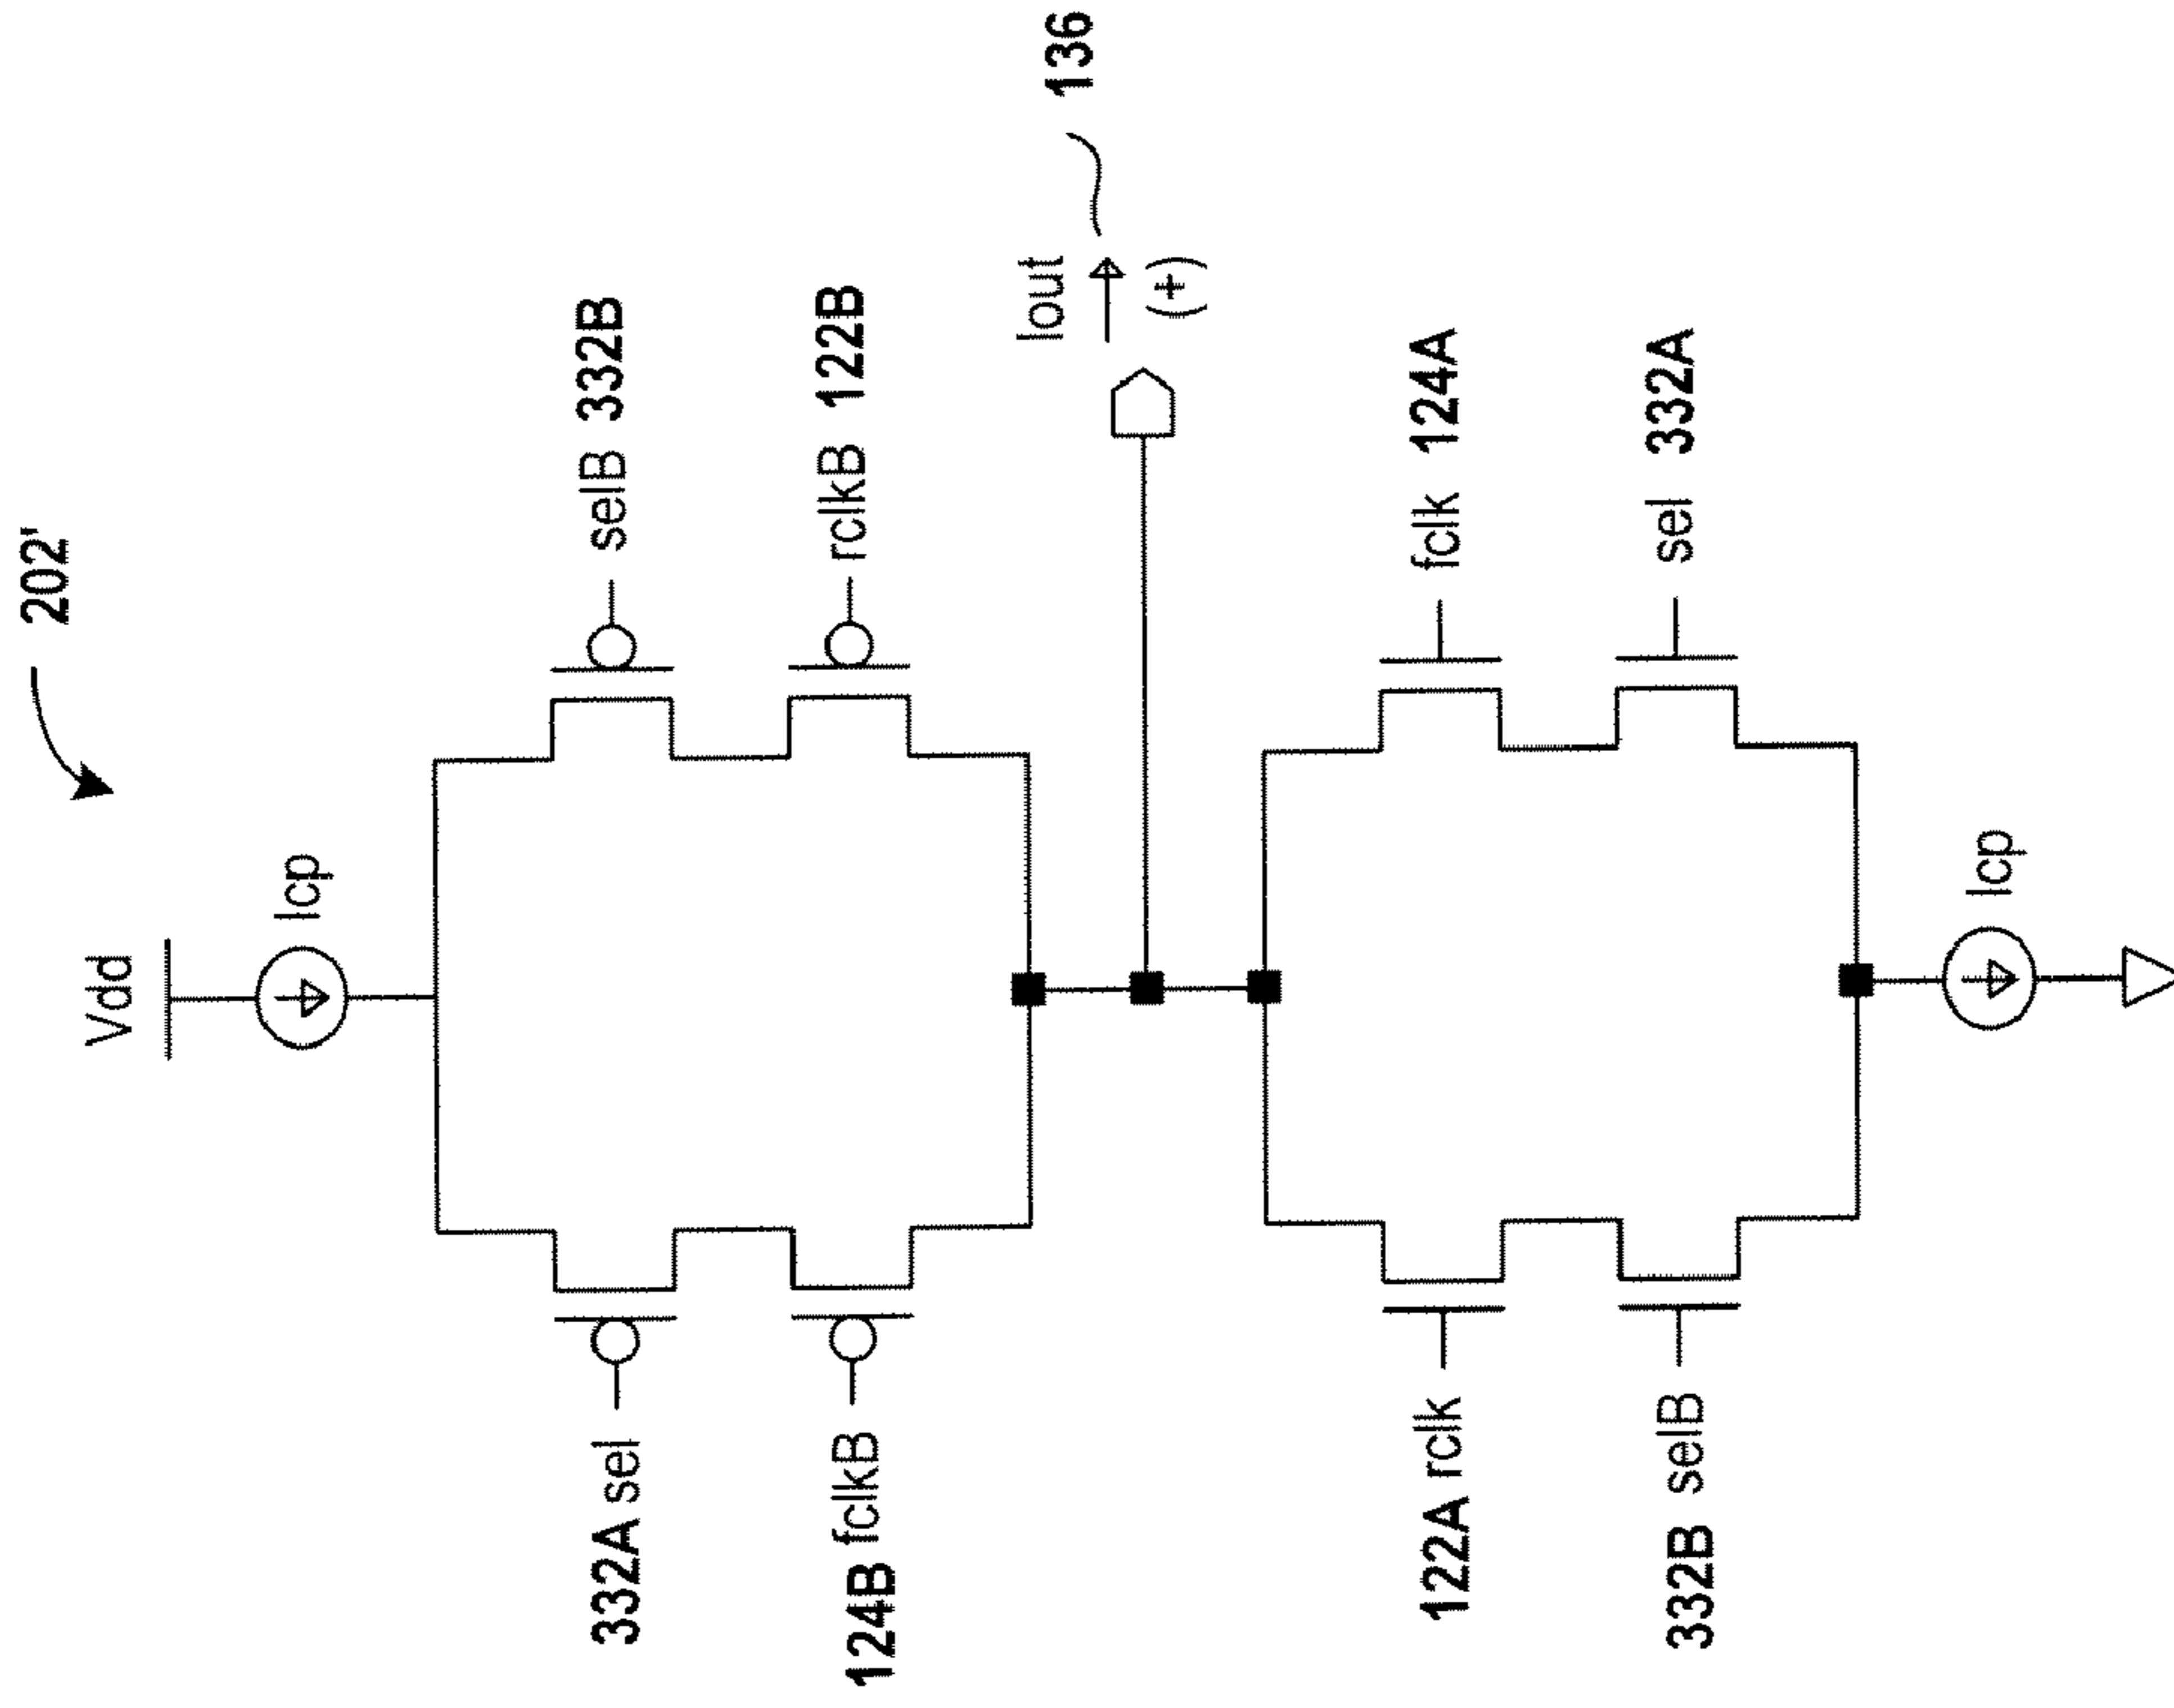 202'
Vdd
Icp
332A sel
selB 332B
124B fclkB
rclkB 122B
Iout
(+)
136
122A rclk
fclk 124A
332B selB
sel 332A
Icp